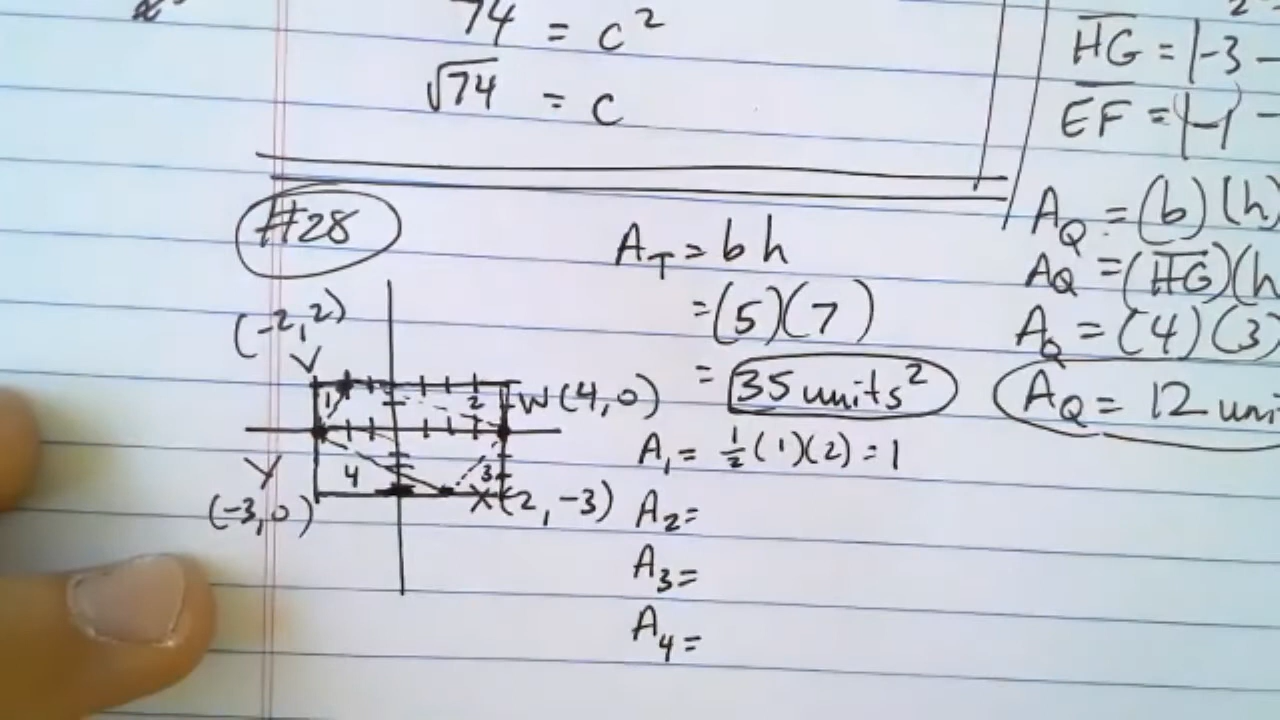 74 = c²
√74 = c
#28
(-2,2)
V
1
2
W(4,0)
Y
4
3
(-3,0)
X(2,-3)
A_T = bh
=(5)(7)
= 35 units²
A₁ = ½(1)(2)=1
A₂=
A₃=
A₄=
HG = |-3 -
EF = |-1 -
A_Q = (b)(h)
A_Q = (HG)(h
A_Q = (4)(3)
A_Q = 12 uni